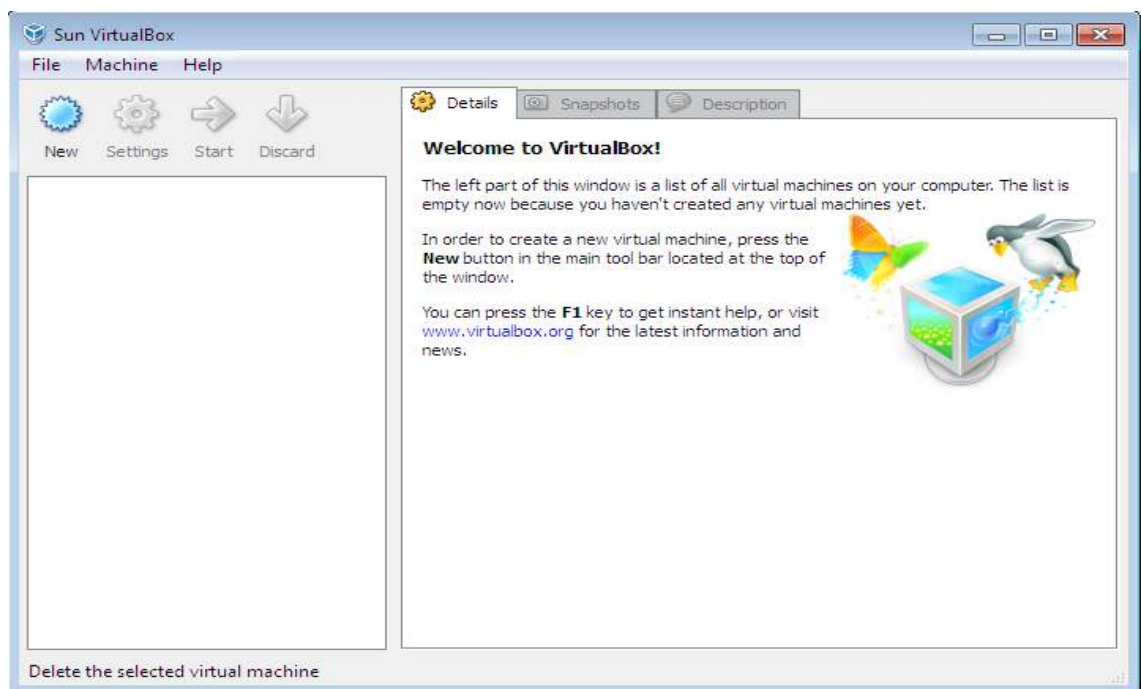 Sun VirtualBox
File Machine Help
New Settings Start Discard
Details Snapshots Description
Welcome to VirtualBox!
The left part of this window is a list of all virtual machines on your computer. The list is
empty now because you haven't created any virtual machines yet.
In order to create a new virtual machine, press the
New button in the main tool bar located at the top of
the window.
You can press the F1 key to get instant help, or visit
www.virtualbox.org for the latest information and
news.
Delete the selected virtual machine